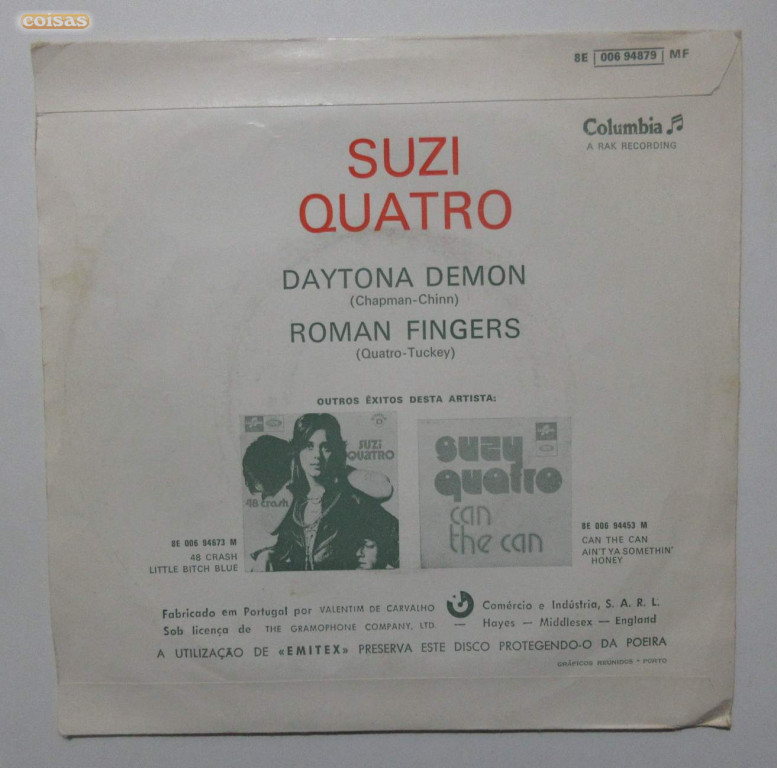 coisas
8E 006 94879 MF
Columbia
A RAK RECORDING
SUZI
QUATRO
DAYTONA DEMON
(Chapman-Chinn)
ROMAN FINGERS
(Quatro-Tuckey)
OUTROS ÊXITOS DESTA ARTISTA:
SUZI
QUATRO
48 crash
suzy
quatro
can
the can
8E 006 94673 M
48 CRASH
LITTLE BITCH BLUE
8E 006 94453 M
CAN THE CAN
AIN'T YA SOMETHIN'
HONEY
Fabricado em Portugal por VALENTIM DE CARVALHO Comércio e Indústria, S. A. R. L.
Sob licença de THE GRAMOPHONE COMPANY, LTD. — Hayes — Middlesex — England
A UTILIZAÇÃO DE «EMITEX» PRESERVA ESTE DISCO PROTEGENDO-O DA POEIRA
GRÁFICOS REUNIDOS • PORTO